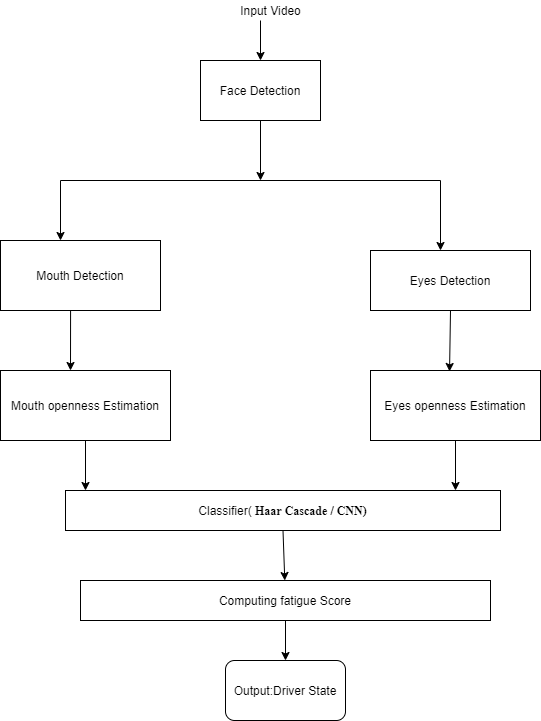 Input Video
Face Detection
Mouth Detection
Eyes Detection
Mouth openness Estimation
Eyes openness Estimation
Classifier( Haar Cascade / CNN)
Computing fatigue Score
Output:Driver State